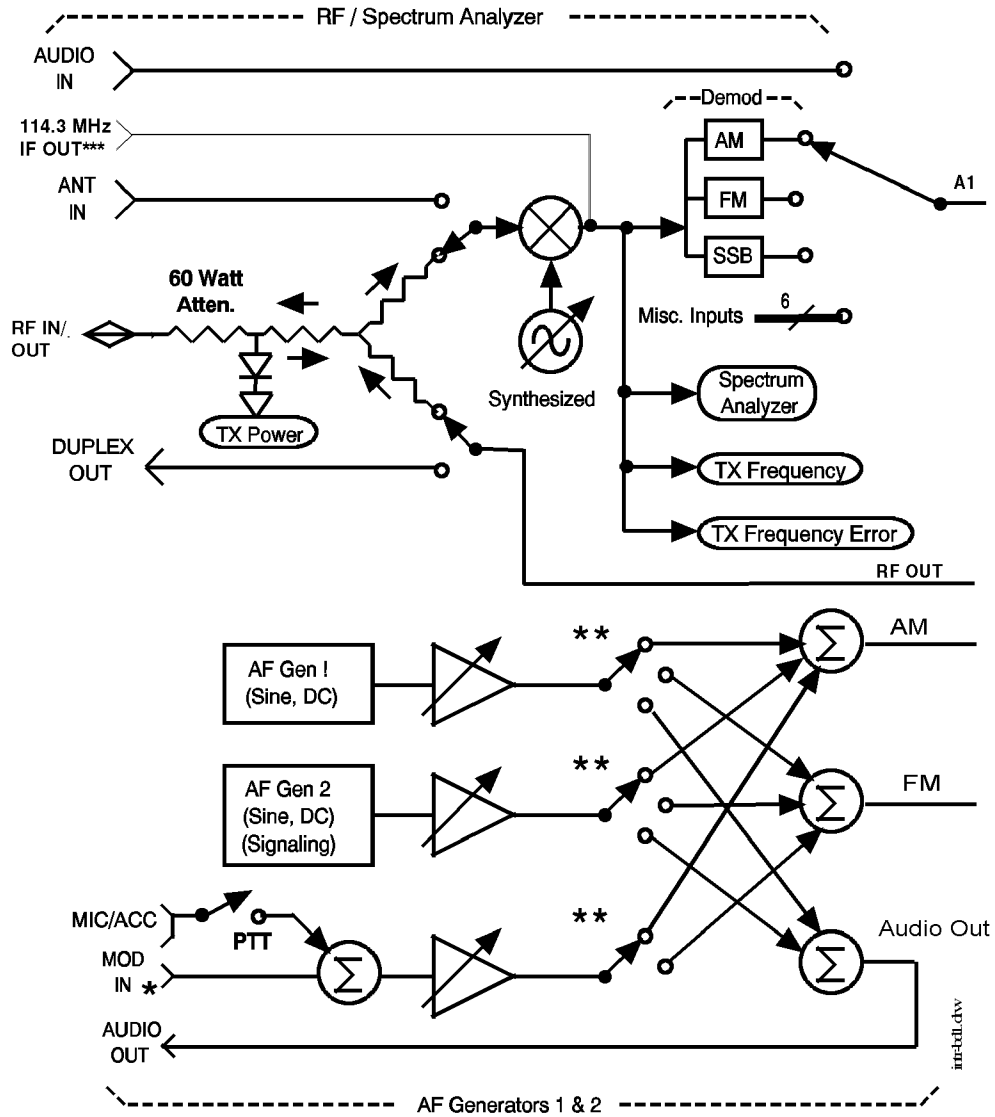 RF / Spectrum Analyzer
AUDIO
IN
114.3 MHz
IF OUT***
ANT
IN
Demod
AM
FM
SSB
A1
60 Watt
Atten.
RF IN/
OUT
Misc. Inputs
6
Synthesized
TX Power
Spectrum
Analyzer
DUPLEX
OUT
TX Frequency
TX Frequency Error
RF OUT
AF Gen !
(Sine, DC)
**
Σ
AM
AF Gen 2
(Sine, DC)
(Signaling)
**
Σ
FM
MIC/ACC
PTT
**
MOD
IN *
Σ
Σ
Audio Out
AUDIO
OUT
intr-bd1.drw
AF Generators 1 & 2